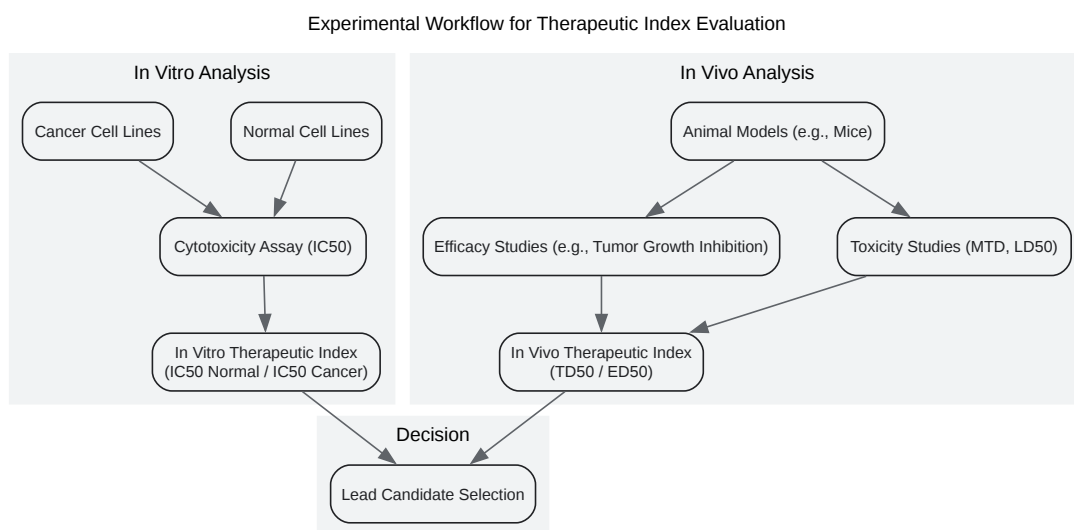 Experimental Workflow for Therapeutic Index Evaluation
In Vitro Analysis
Cancer Cell Lines
Normal Cell Lines
Cytotoxicity Assay (IC50)
In Vitro Therapeutic Index
(IC50 Normal / IC50 Cancer)
In Vivo Analysis
Animal Models (e.g., Mice)
Efficacy Studies (e.g., Tumor Growth Inhibition)
Toxicity Studies (MTD, LD50)
In Vivo Therapeutic Index
(TD50 / ED50)
Decision
Lead Candidate Selection